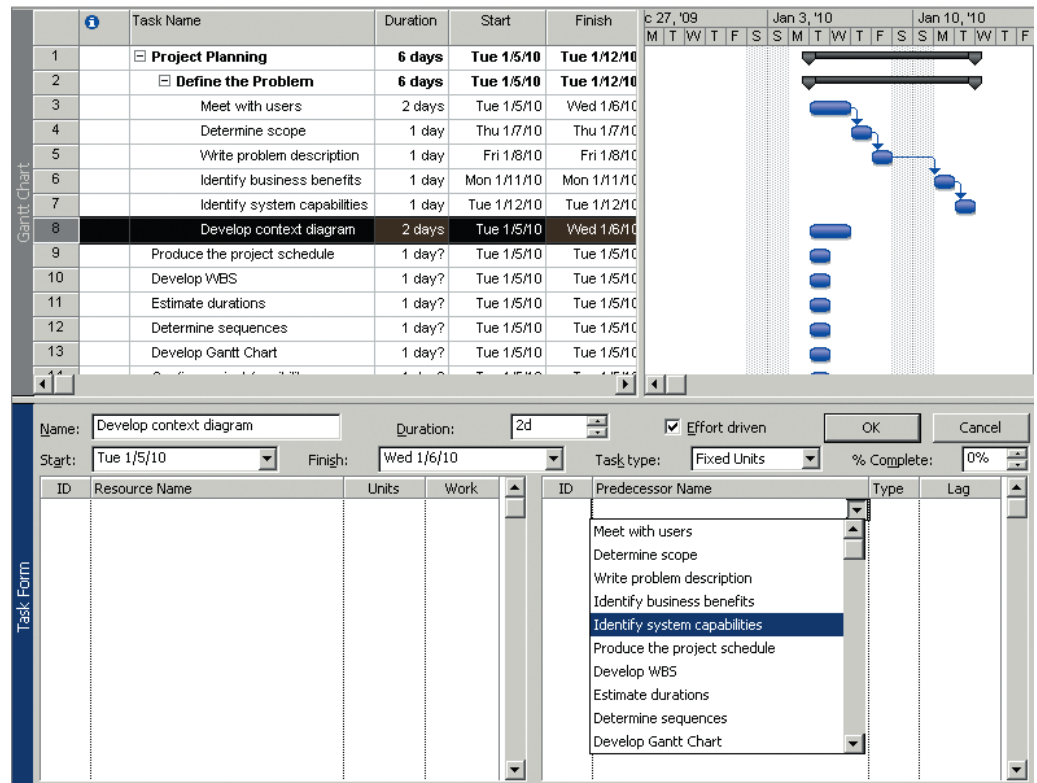 Task Name Duration Start Finish c 27, '09 Jan 3, '10 Jan 10, '10
M T W T F S S M T W T F S S M T W T F
1 Project Planning 6 days Tue 1/5/10 Tue 1/12/10
2 Define the Problem 6 days Tue 1/5/10 Tue 1/12/10
3 Meet with users 2 days Tue 1/5/10 Wed 1/6/10
4 Determine scope 1 day Thu 1/7/10 Thu 1/7/10
5 Write problem description 1 day Fri 1/8/10 Fri 1/8/10
6 Identify business benefits 1 day Mon 1/11/10 Mon 1/11/10
7 Identify system capabilities 1 day Tue 1/12/10 Tue 1/12/10
8 Develop context diagram 2 days Tue 1/5/10 Wed 1/6/10
9 Produce the project schedule 1 day? Tue 1/5/10 Tue 1/5/10
10 Develop WBS 1 day? Tue 1/5/10 Tue 1/5/10
11 Estimate durations 1 day? Tue 1/5/10 Tue 1/5/10
12 Determine sequences 1 day? Tue 1/5/10 Tue 1/5/10
13 Develop Gantt Chart 1 day? Tue 1/5/10 Tue 1/5/10
Gantt Chart
Name: Develop context diagram Duration: 2d Effort driven OK Cancel
Start: Tue 1/5/10 Finish: Wed 1/6/10 Task type: Fixed Units % Complete: 0%
ID Resource Name Units Work ID Predecessor Name Type Lag
Meet with users
Determine scope
Write problem description
Identify business benefits
Identify system capabilities
Produce the project schedule
Develop WBS
Estimate durations
Determine sequences
Develop Gantt Chart
Task Form